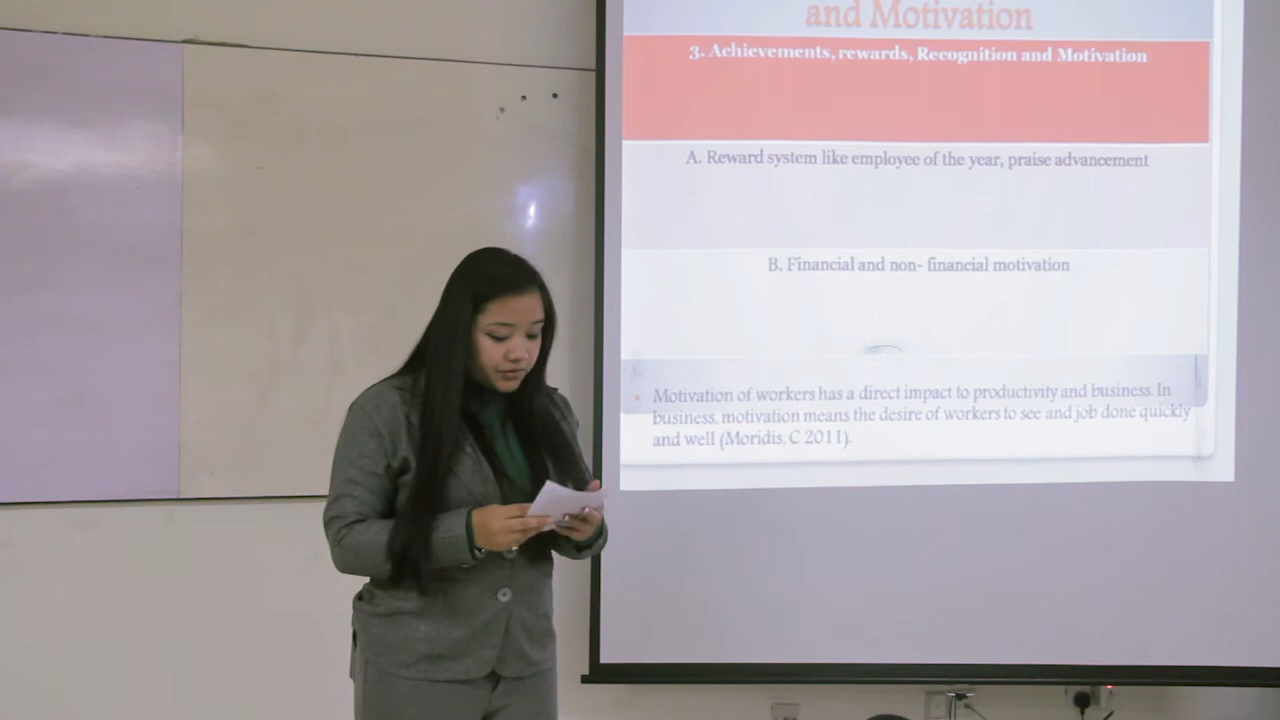 and Motivation
3. Achievements, rewards, Recognition and Motivation
A. Reward system like employee of the year, praise advancement
B. Financial and non- financial motivation
Motivation of workers has a direct impact to productivity and business. In
business, motivation means the desire of workers to see and job done quickly
and well (Moridis, C 2011).